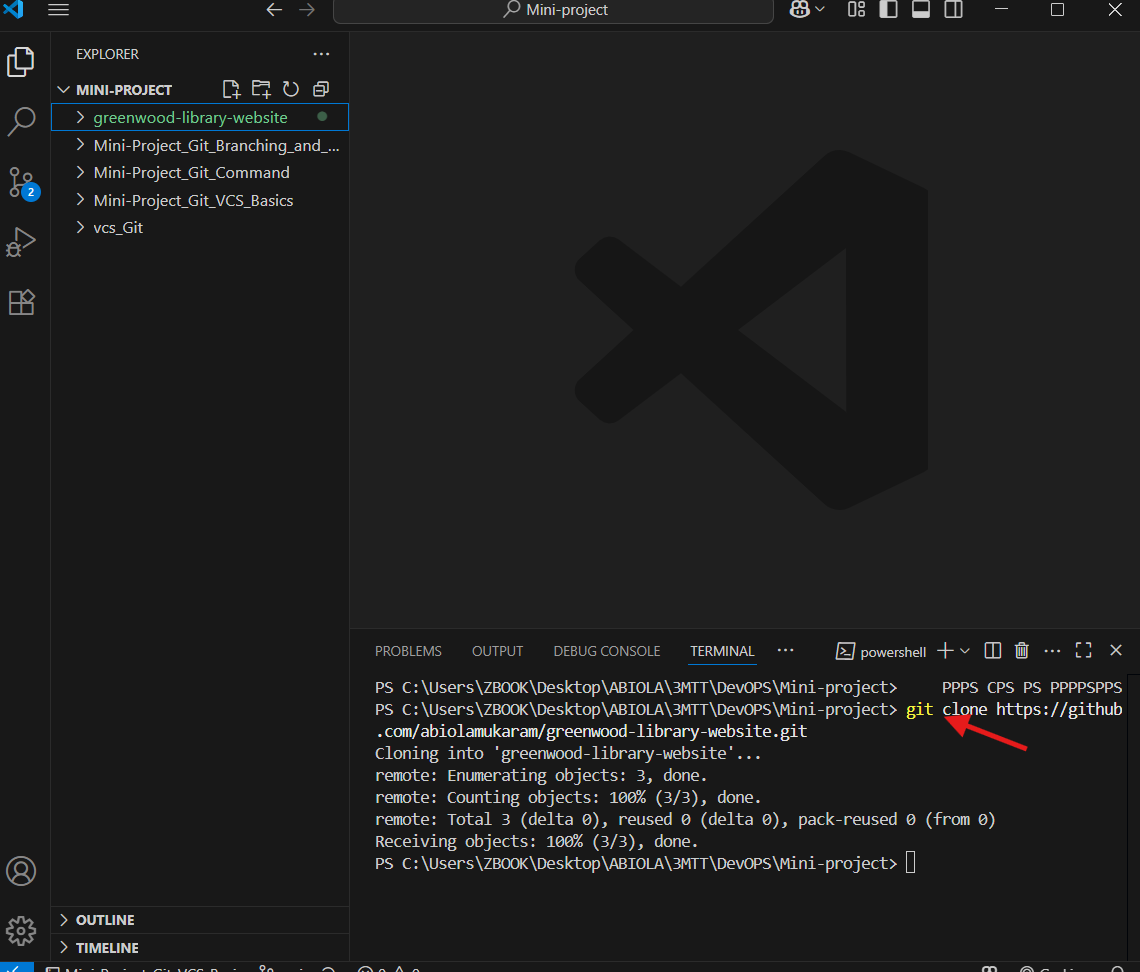 Mini-project
EXPLORER
MINI-PROJECT
greenwood-library-website
Mini-Project_Git_Branching_and_...
Mini-Project_Git_Command
2
Mini-Project_Git_VCS_Basics
vcs_Git
PROBLEMS OUTPUT DEBUG CONSOLE TERMINAL powershell
PS C:\Users\ZBOOK\Desktop\ABIOLA\3MTT\DevOPS\Mini-project> PPPS CPS PS PPPPSPPS
PS C:\Users\ZBOOK\Desktop\ABIOLA\3MTT\DevOPS\Mini-project> git clone https://github
.com/abiolamukaram/greenwood-library-website.git
Cloning into 'greenwood-library-website'...
remote: Enumerating objects: 3, done.
remote: Counting objects: 100% (3/3), done.
remote: Total 3 (delta 0), reused 0 (delta 0), pack-reused 0 (from 0)
Receiving objects: 100% (3/3), done.
PS C:\Users\ZBOOK\Desktop\ABIOLA\3MTT\DevOPS\Mini-project>
OUTLINE
TIMELINE